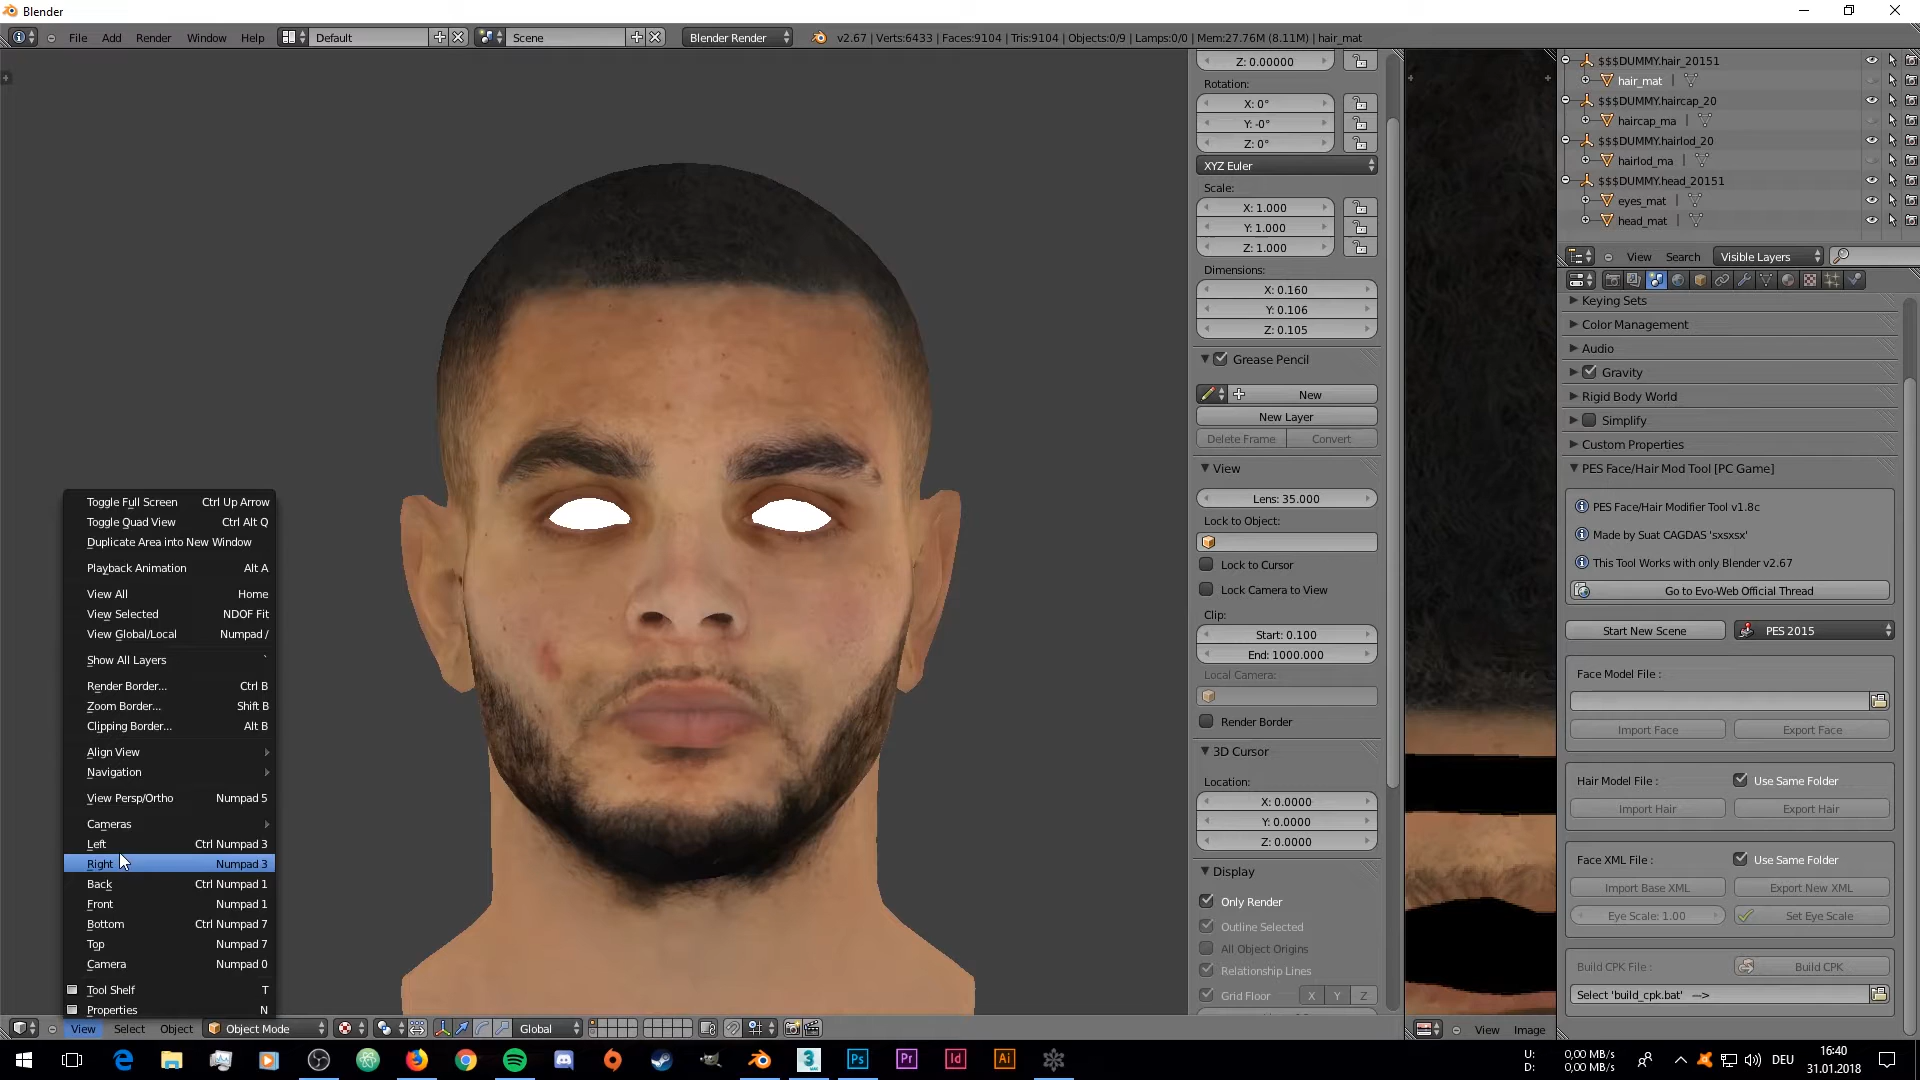 Blender
File Add Render Window Help Default Scene Blender Render v2.67 | Verts:6433 | Faces:9104 | Tris:9104 | Objects:0/9 | Lamps:0/0 | Mem:27.76M (8.11M) | hair_mat
Toggle Full Screen Ctrl Up Arrow
Toggle Quad View Ctrl Alt Q
Duplicate Area into New Window
Playback Animation Alt A
View All Home
View Selected NDOF Fit
View Global/Local Numpad /
Show All Layers `
Render Border... Ctrl B
Zoom Border... Shift B
Clipping Border... Alt B
Align View
Navigation
View Persp/Ortho Numpad 5
Cameras
Left Ctrl Numpad 3
Right Numpad 3
Back Ctrl Numpad 1
Front Numpad 1
Bottom Ctrl Numpad 7
Top Numpad 7
Camera Numpad 0
Tool Shelf T
Properties N
View Select Object Object Mode Global
Z: 0.00000
Rotation:
X: 0°
Y: -0°
Z: 0°
XYZ Euler
Scale:
X: 1.000
Y: 1.000
Z: 1.000
Dimensions:
X: 0.160
Y: 0.106
Z: 0.105
Grease Pencil
New
New Layer
Delete Frame Convert
View
Lens: 35.000
Lock to Object:
Lock to Cursor
Lock Camera to View
Clip:
Start: 0.100
End: 1000.000
Local Camera:
Render Border
3D Cursor
Location:
X: 0.0000
Y: 0.0000
Z: 0.0000
Display
Only Render
Outline Selected
All Object Origins
Relationship Lines
Grid Floor X Y Z
View Image
$$$DUMMY.hair_20151
hair_mat
$$$DUMMY.haircap_20
haircap_ma
$$$DUMMY.hairlod_20
hairlod_ma
$$$DUMMY.head_20151
eyes_mat
head_mat
View Search Visible Layers
Keying Sets
Color Management
Audio
Gravity
Rigid Body World
Simplify
Custom Properties
PES Face/Hair Mod Tool [PC Game]
PES Face/Hair Modifier Tool v1.8c
Made by Suat CAGDAS 'sxsxsx'
This Tool Works with only Blender v2.67
Go to Evo-Web Official Thread
Start New Scene PES 2015
Face Model File :
Import Face Export Face
Hair Model File : Use Same Folder
Import Hair Export Hair
Face XML File : Use Same Folder
Import Base XML Export New XML
Eye Scale: 1.00 Set Eye Scale
Build CPK File : Build CPK
Select 'build_cpk.bat' -->
Ps Pr Id Ai
U: 0,00 MB/s
D: 0,00 MB/s
DEU
16:40
31.01.2018